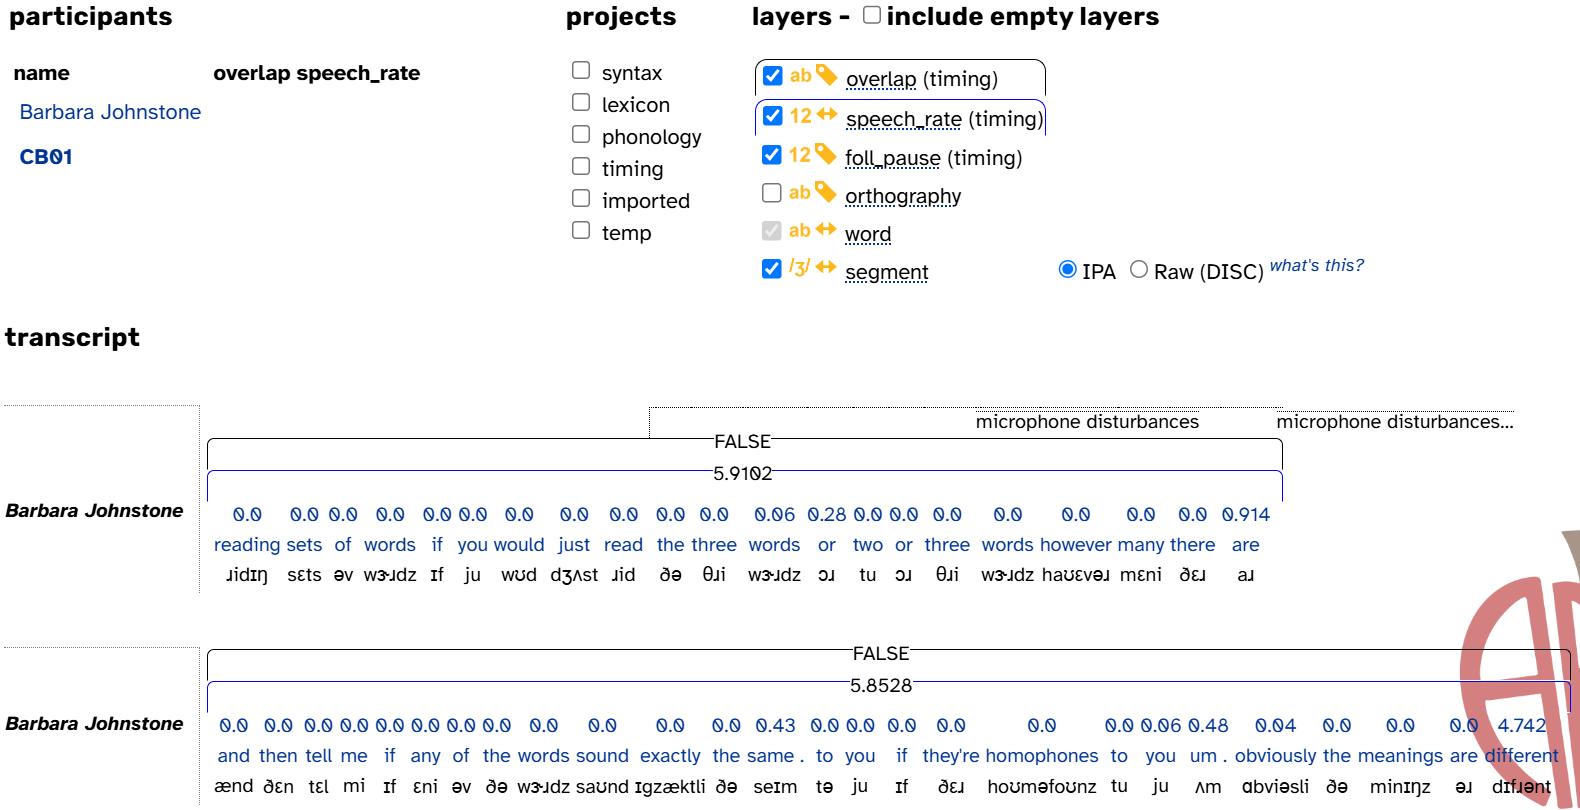 participants projects layers - include empty layers
name overlap speech_rate syntax ab overlap (timing)
Barbara Johnstone lexicon 12 speech_rate (timing)
CB01 phonology 12 foll_pause (timing)
timing ab orthography
imported ab word
temp /ʒ/ segment IPA Raw (DISC) what's this?
transcript
microphone disturbances microphone disturbances...
FALSE
5.9102
Barbara Johnstone 0.0 0.0 0.0 0.0 0.0 0.0 0.0 0.0 0.0 0.0 0.0 0.06 0.28 0.0 0.0 0.0 0.0 0.0 0.0 0.0 0.914
reading sets of words if you would just read the three words or two or three words however many there are
ɹidɪŋ sɛts əv wɝɹdz ɪf ju wʊd dʒʌst ɹid ðə θɹi wɝɹdz ɔɹ tu ɔɹ θɹi wɝɹdz haʊɛvəɹ mɛni ðɛɹ aɹ
FALSE
5.8528
Barbara Johnstone 0.0 0.0 0.0 0.0 0.0 0.0 0.0 0.0 0.0 0.0 0.0 0.0 0.43 0.0 0.0 0.0 0.0 0.0 0.0 0.06 0.48 0.04 0.0 0.0 0.0 4.742
and then tell me if any of the words sound exactly the same . to you if they're homophones to you um . obviously the meanings are different
ænd ðɛn tɛl mi ɪf ɛni əv ðə wɝɹdz saʊnd ɪgzæktli ðə seɪm tə ju ɪf ðɛɹ hoʊməfoʊnz tu ju ʌm ɑbviəsli ðə minɪŋz əɹ dɪfɹənt